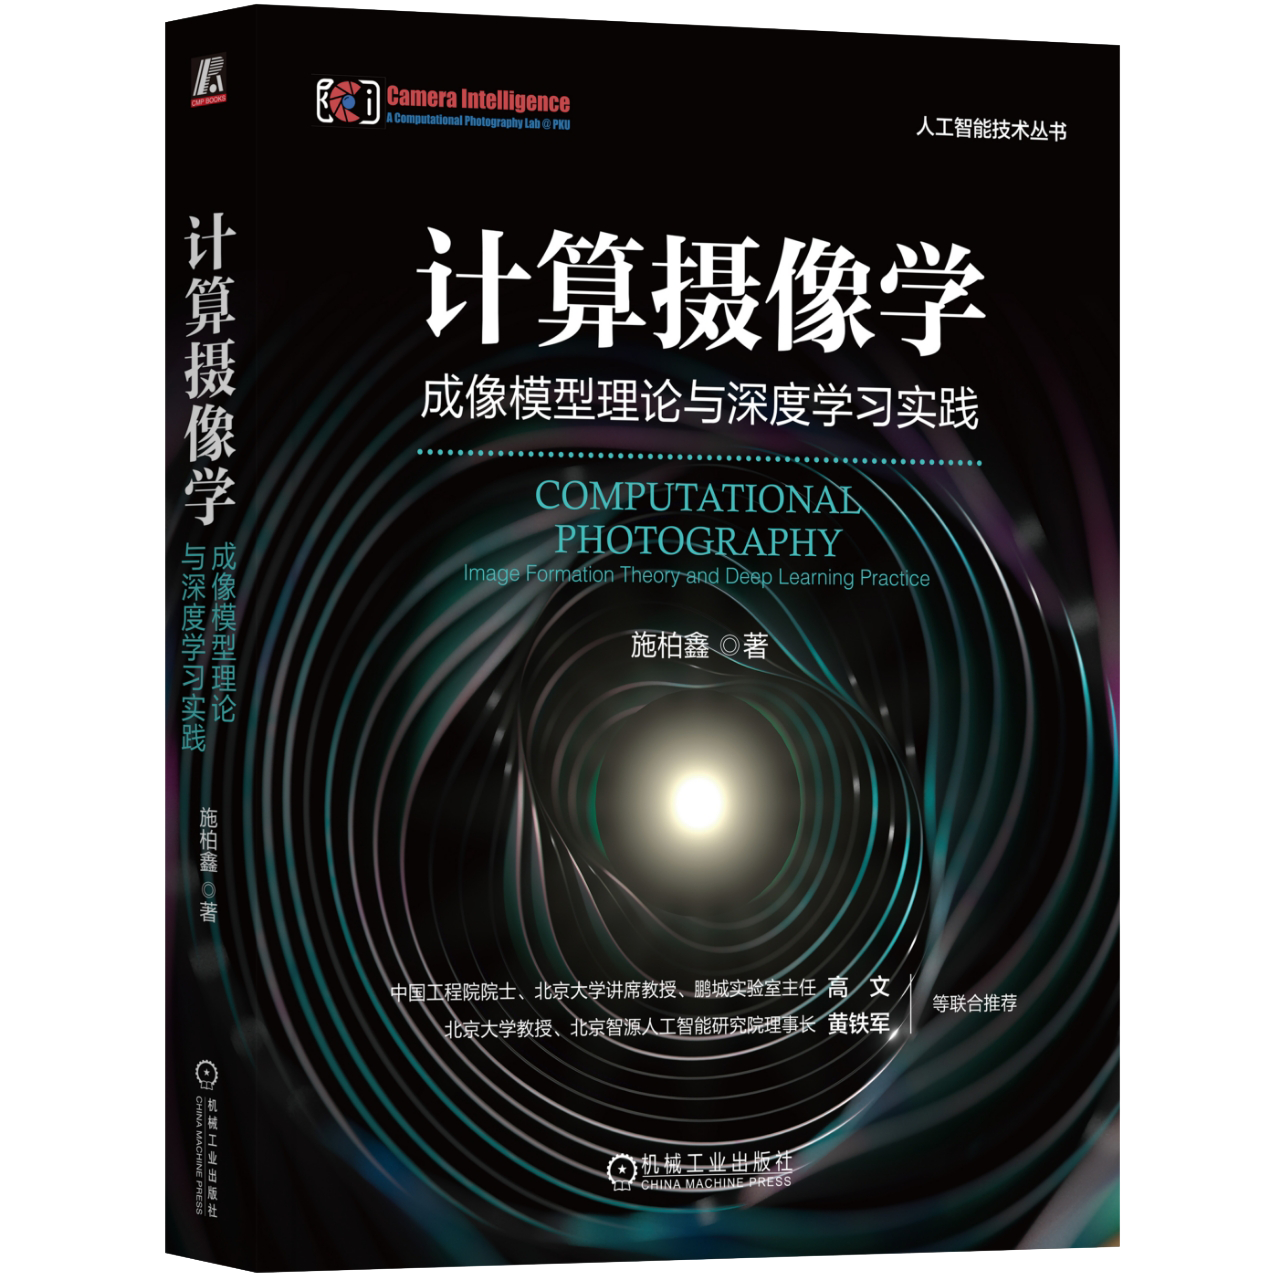 CMP BOOKS
计算摄像学
成像模型理论
与深度学习实践
施柏鑫◎著
机械工业出版社
CHINA MACHINE PRESS
PKU
Camera Intelligence
A Computational Photography Lab @ PKU
人工智能技术丛书
计算摄像学
成像模型理论与深度学习实践
COMPUTATIONAL
PHOTOGRAPHY
Image Formation Theory and Deep Learning Practice
施柏鑫 ◎ 著
中国工程院院士、北京大学讲席教授、鹏城实验室主任 高 文
北京大学教授、北京智源人工智能研究院理事长 黄铁军
等联合推荐
机械工业出版社
CHINA MACHINE PRESS